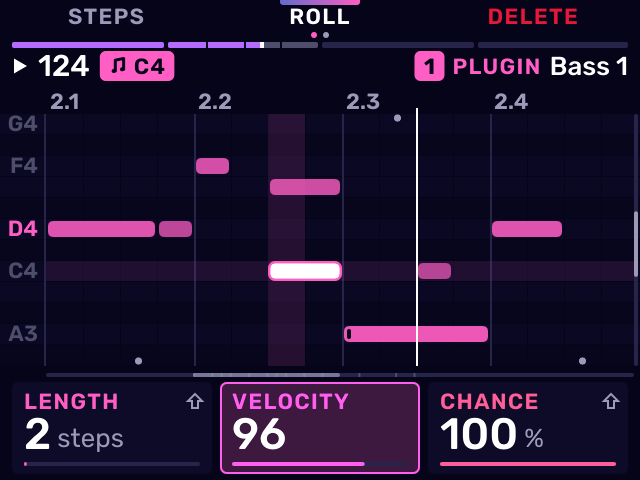 STEPS ROLL DELETE
124 C4 1 PLUGIN Bass 1
2.1 2.2 2.3 2.4
G4
F4
D4
C4
A3
LENGTH VELOCITY CHANCE
2 steps 96 100 %